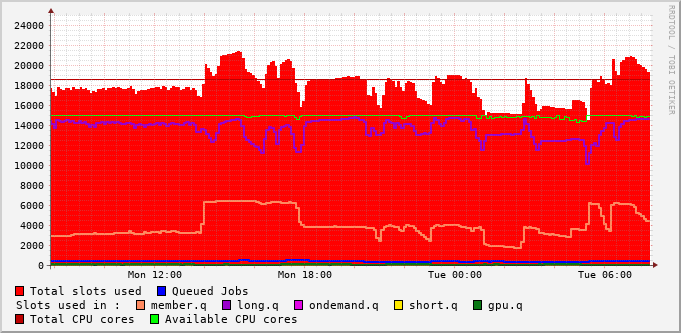 24000
22000
20000
18000
16000
14000
12000
10000
8000
6000
4000
2000
0
Mon 12:00 Mon 18:00 Tue 00:00 Tue 06:00
Total slots used Queued Jobs
Slots used in : member.q long.q ondemand.q short.q gpu.q
Total CPU cores Available CPU cores
RRDTOOL / TOBI OETIKER